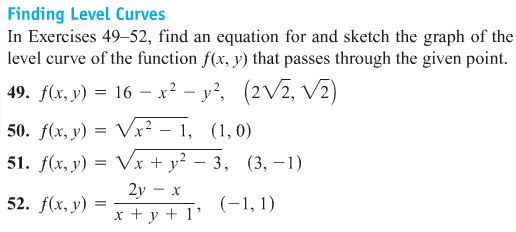 Finding Level Curves
In Exercises 49–52, find an equation for and sketch the graph of the
level curve of the function f(x, y) that passes through the given point.
49. f(x, y) = 16 − x² − y², (2√2, √2)
50. f(x, y) = √(x² − 1), (1, 0)
51. f(x, y) = √(x + y² − 3), (3, −1)
52. f(x, y) = (2y − x)/(x + y + 1), (−1, 1)